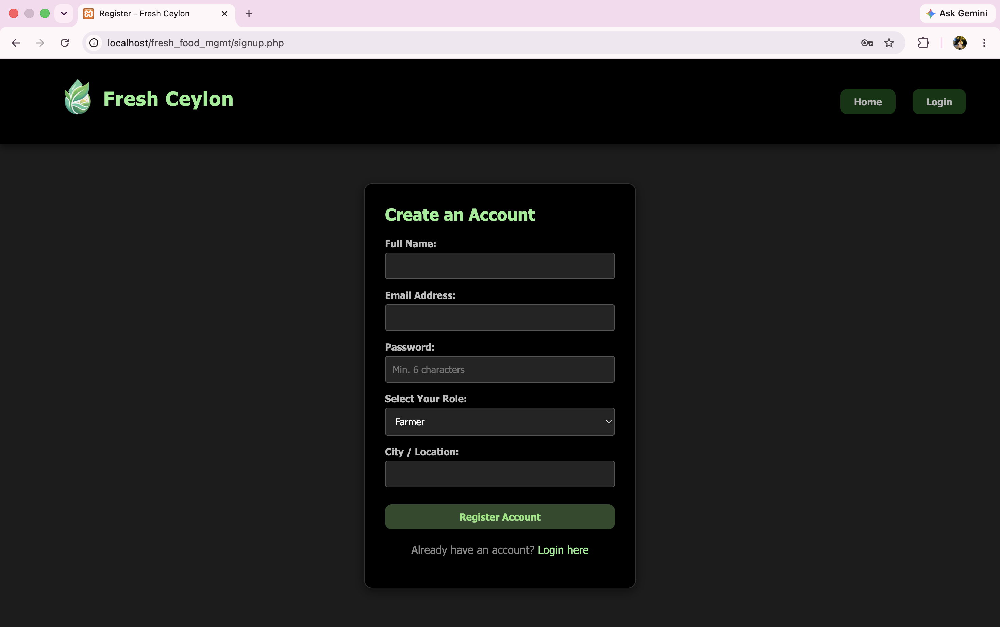 Register - Fresh Ceylon
Ask Gemini
localhost/fresh_food_mgmt/signup.php
Fresh Ceylon
Home
Login
Create an Account
Full Name:
Email Address:
Password:
Min. 6 characters
Select Your Role:
Farmer
City / Location:
Register Account
Already have an account? Login here